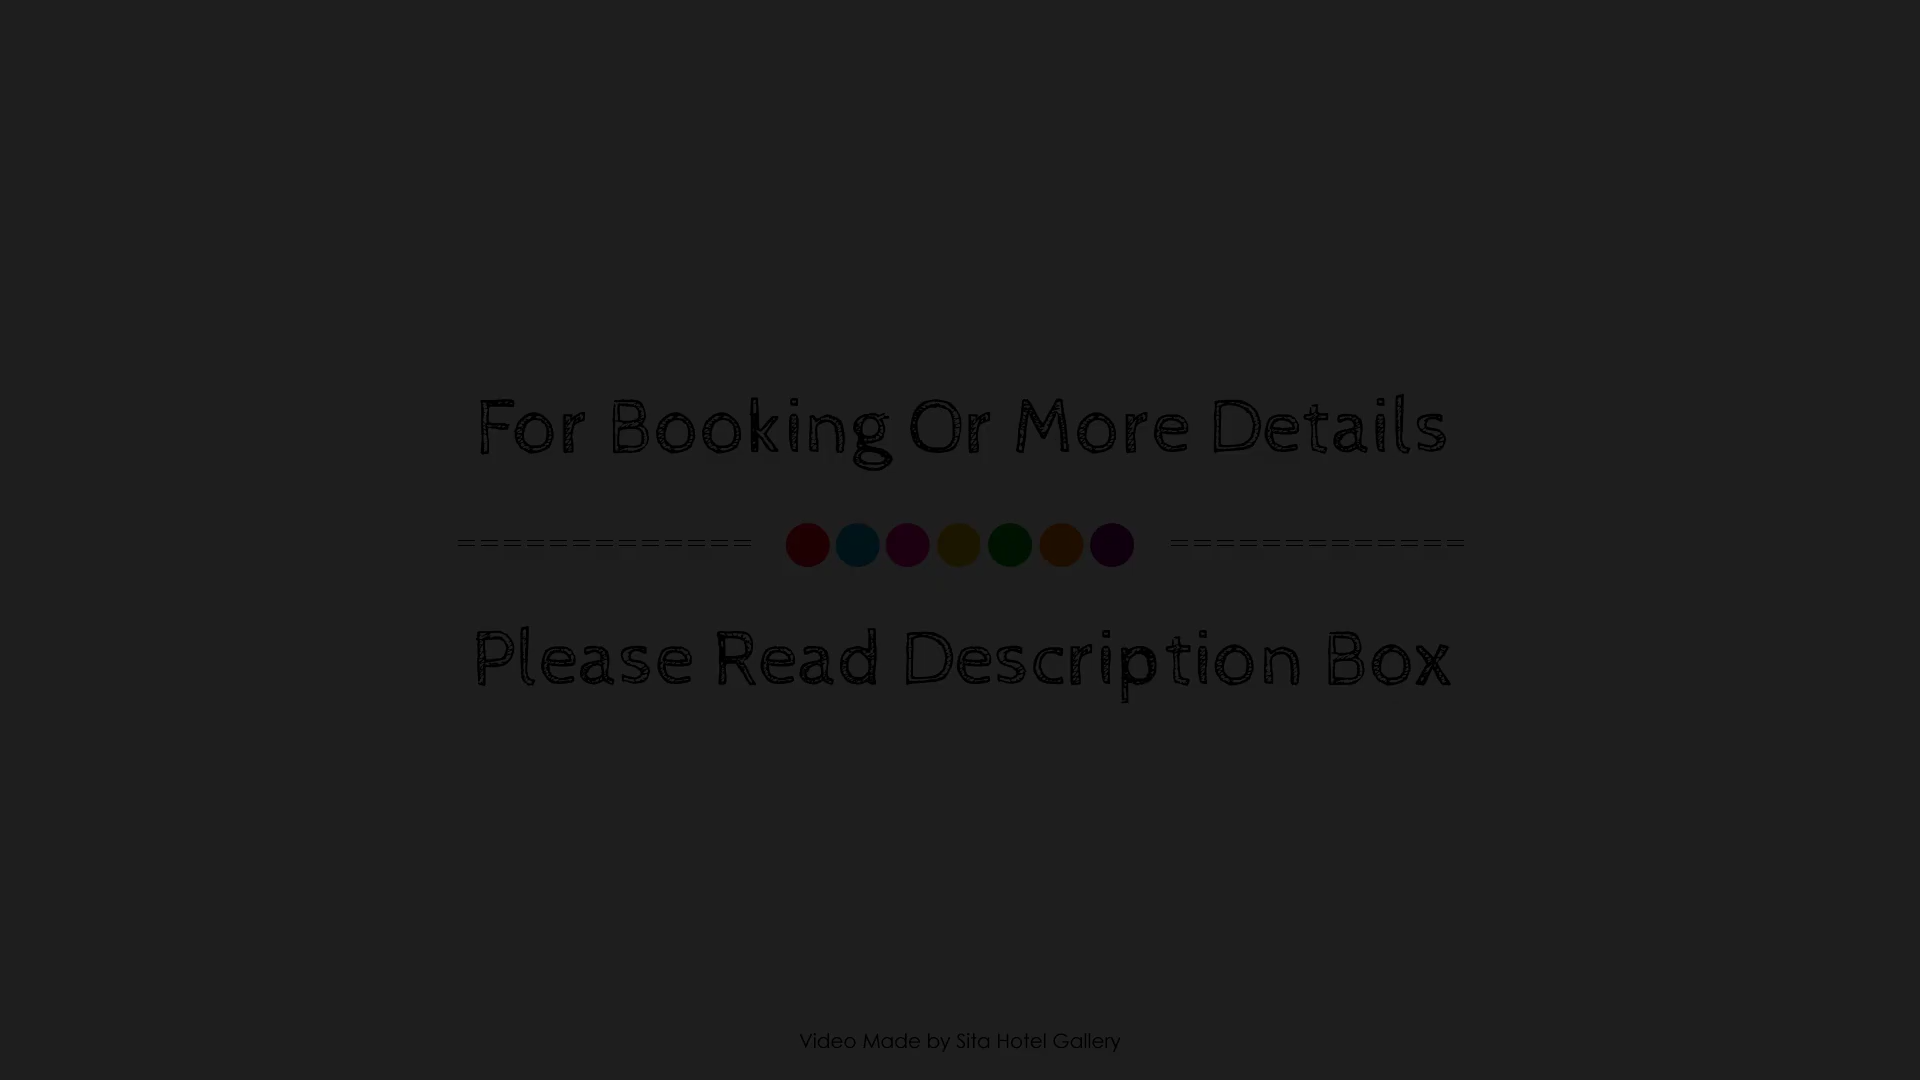 For Booking Or More Details
============= =============
Please Read Description Box
Video Made by Sita Hotel Gallery